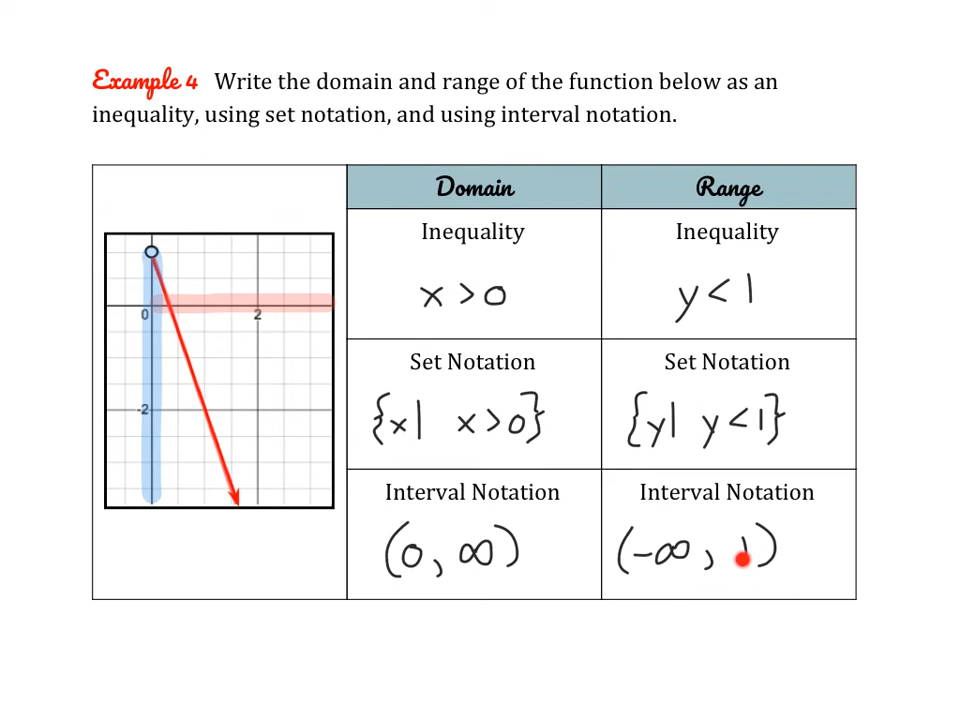 Example 4 Write the domain and range of the function below as an
inequality, using set notation, and using interval notation.
Domain Range
Inequality Inequality
x > 0 y < 1
0 2
-2
Set Notation Set Notation
{x| x > 0} {y| y < 1}
Interval Notation Interval Notation
(0, ∞) (-∞, 1)